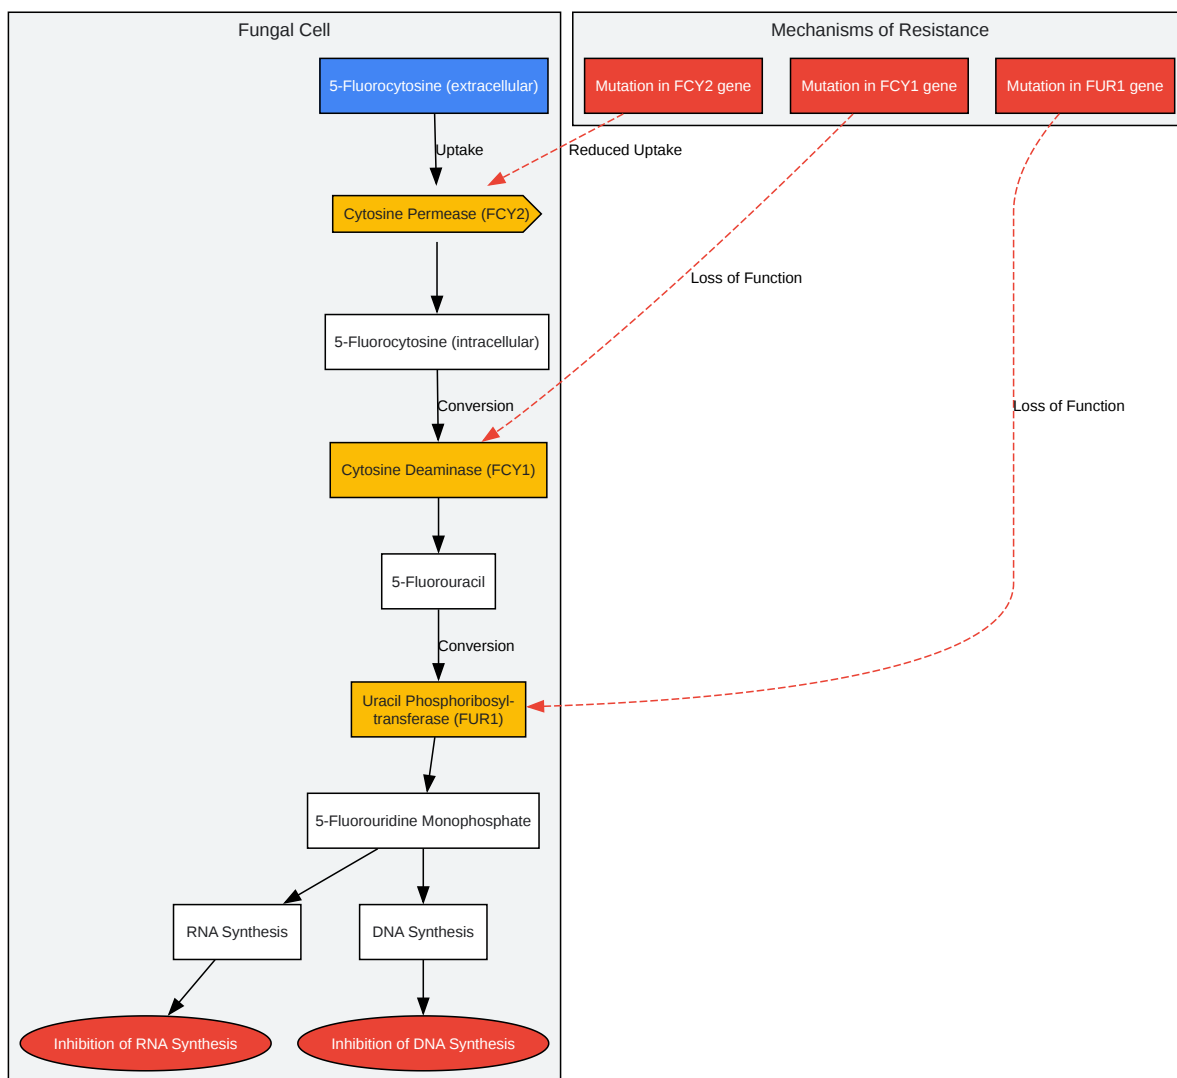 Fungal Cell
Mechanisms of Resistance
5-Fluorocytosine (extracellular)
Mutation in FCY2 gene
Mutation in FCY1 gene
Mutation in FUR1 gene
Uptake
Reduced Uptake
Cytosine Permease (FCY2)
Loss of Function
5-Fluorocytosine (intracellular)
Conversion
Loss of Function
Cytosine Deaminase (FCY1)
5-Fluorouracil
Conversion
Uracil Phosphoribosyl-
transferase (FUR1)
5-Fluorouridine Monophosphate
RNA Synthesis
DNA Synthesis
Inhibition of RNA Synthesis
Inhibition of DNA Synthesis